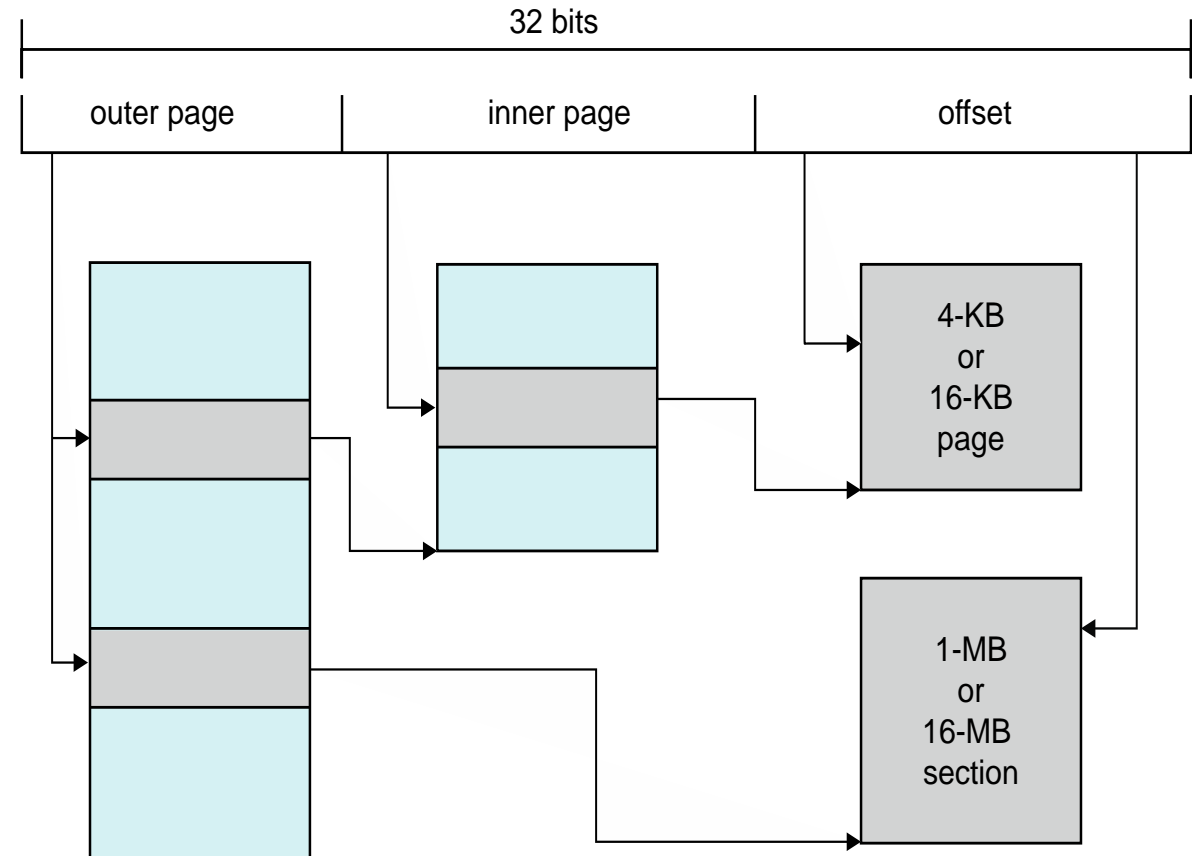 32 bits
outer page
inner page
offset
4-KB
or
16-KB
page
1-MB
or
16-MB
section